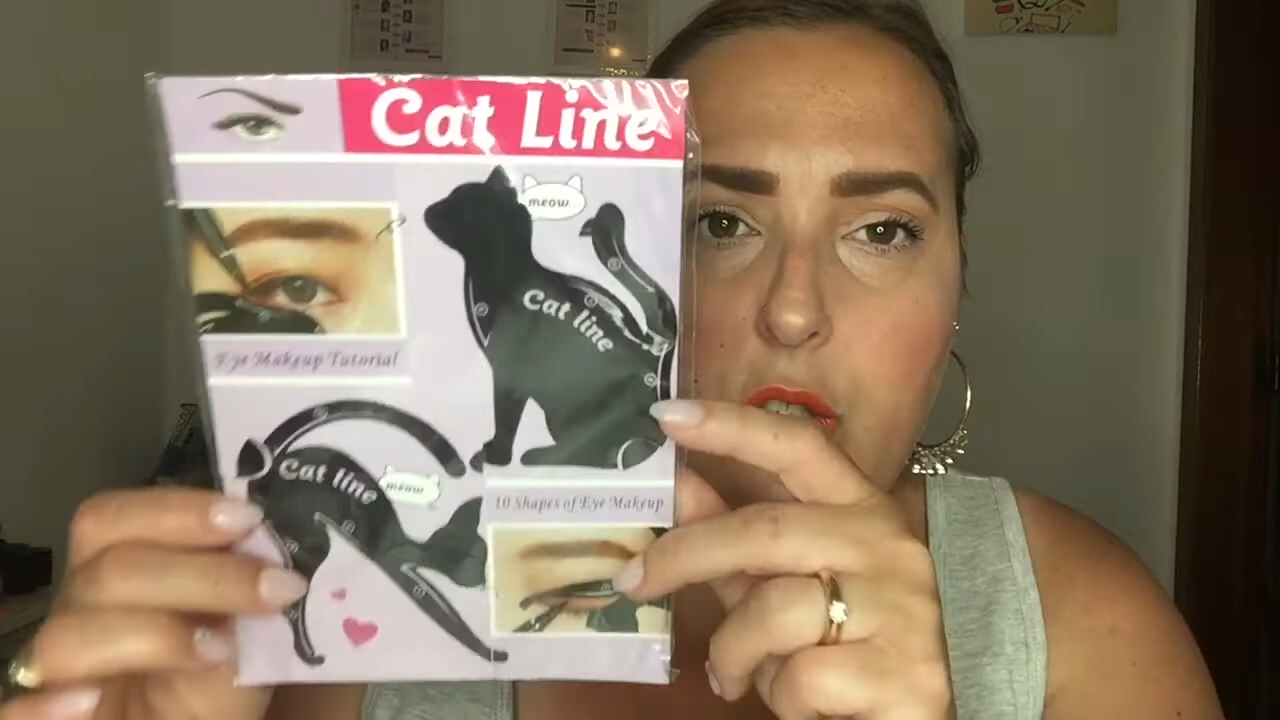 Cat Line
meow
Cat line
Eye Makeup Tutorial
Cat line
meow
10 Shapes of Eye Makeup